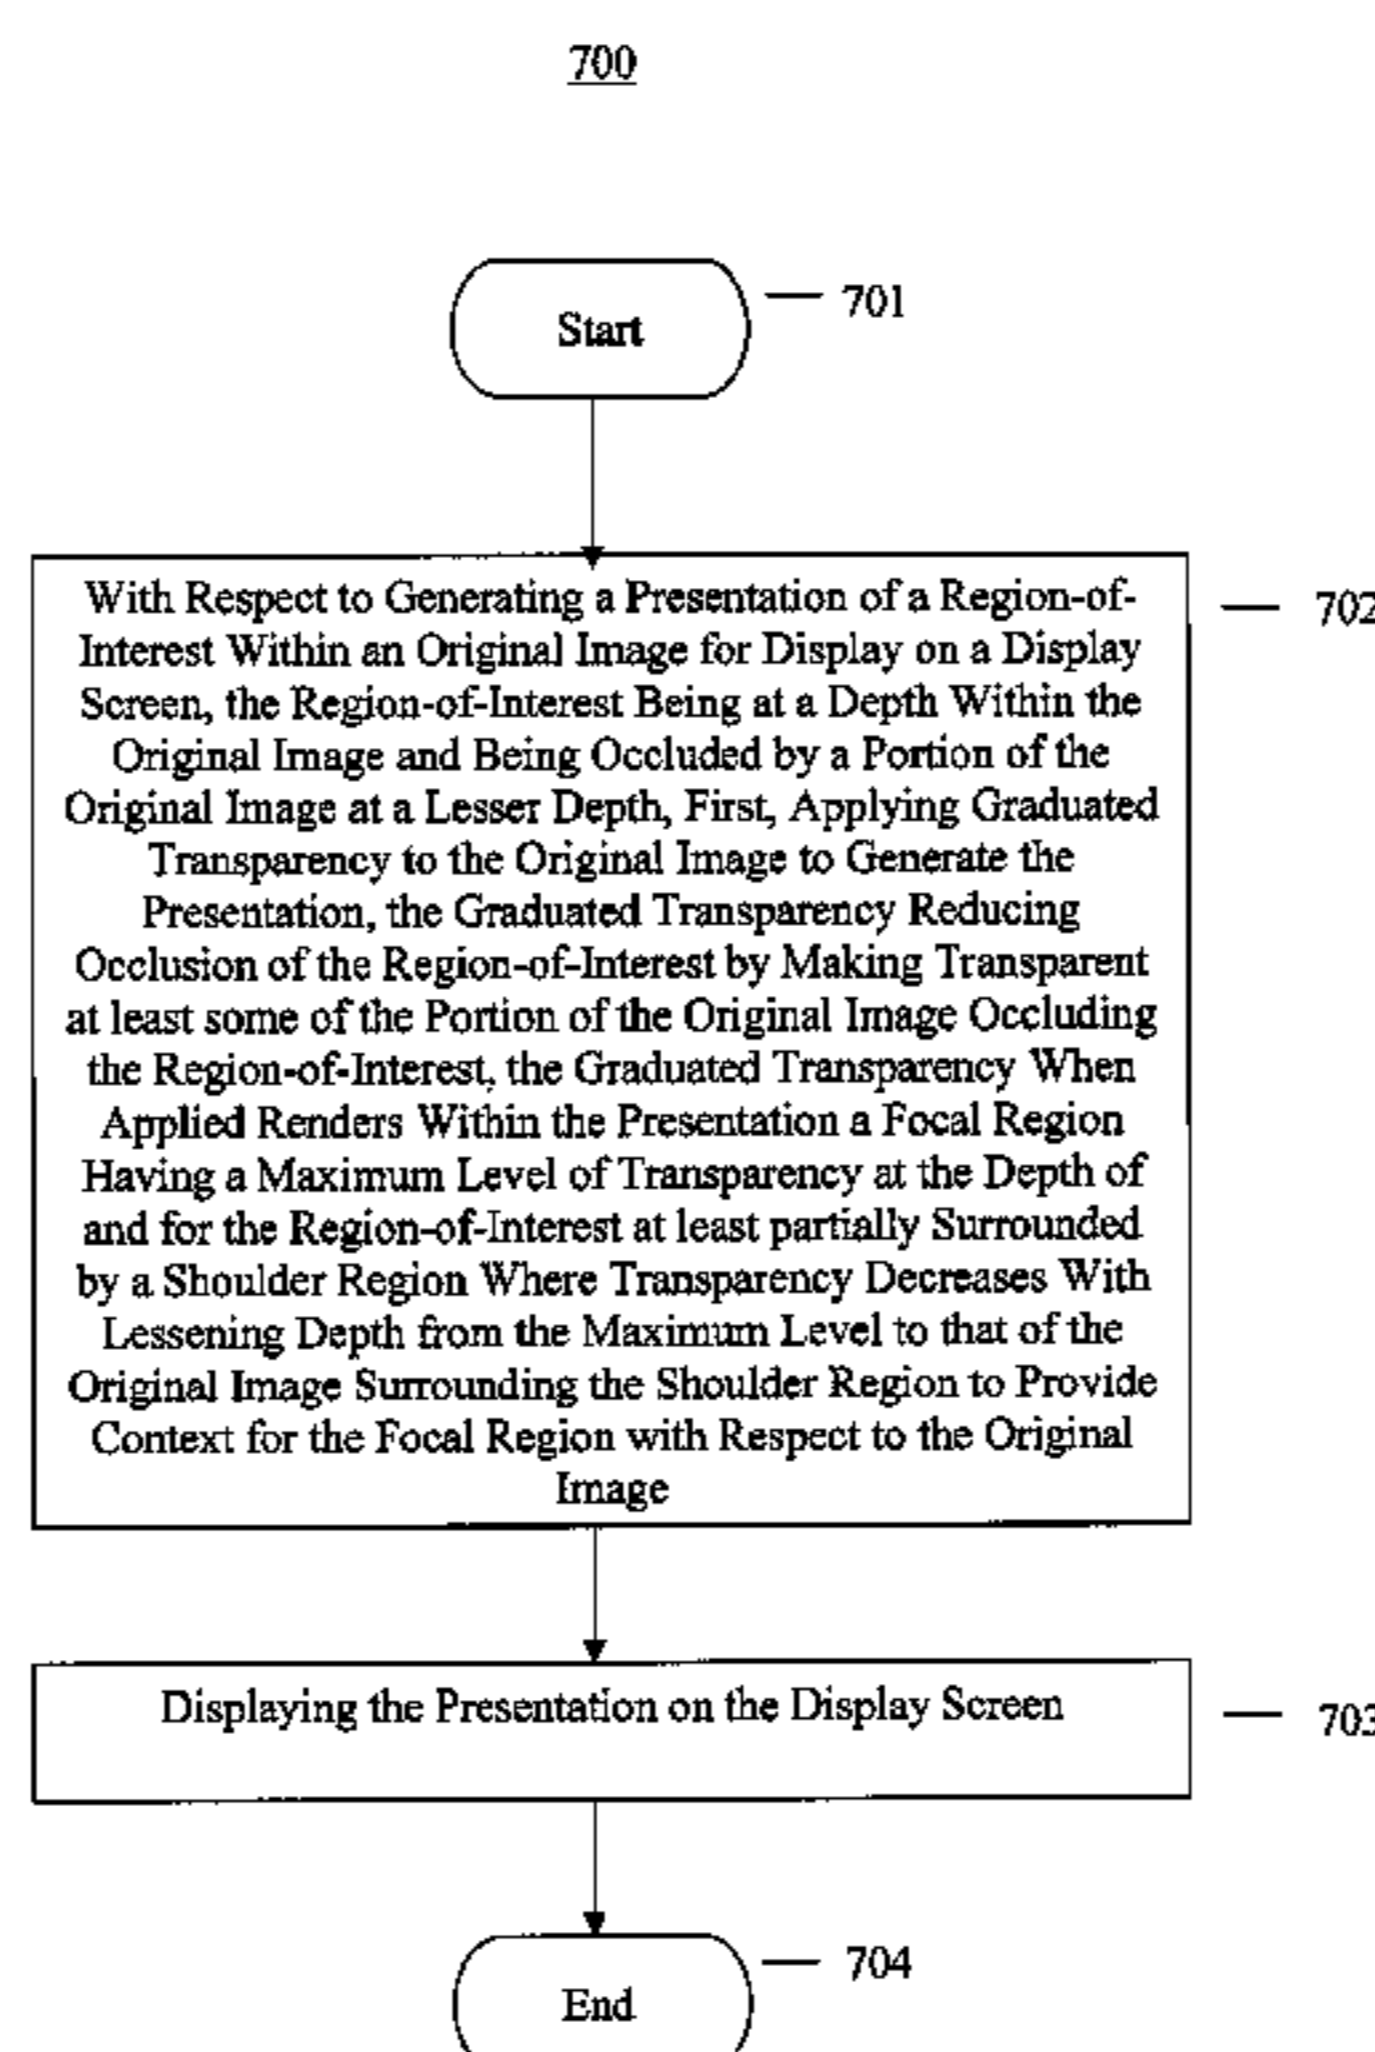 700
Start
701
With Respect to Generating a Presentation of a Region-of-
Interest Within an Original Image for Display on a Display
Screen, the Region-of-Interest Being at a Depth Within the
Original Image and Being Occluded by a Portion of the
Original Image at a Lesser Depth, First, Applying Graduated
Transparency to the Original Image to Generate the
Presentation, the Graduated Transparency Reducing
Occlusion of the Region-of-Interest by Making Transparent
at least some of the Portion of the Original Image Occluding
the Region-of-Interest, the Graduated Transparency When
Applied Renders Within the Presentation a Focal Region
Having a Maximum Level of Transparency at the Depth of
and for the Region-of-Interest at least partially Surrounded
by a Shoulder Region Where Transparency Decreases With
Lessening Depth from the Maximum Level to that of the
Original Image Surrounding the Shoulder Region to Provide
Context for the Focal Region with Respect to the Original
Image
702
Displaying the Presentation on the Display Screen
703
End
704